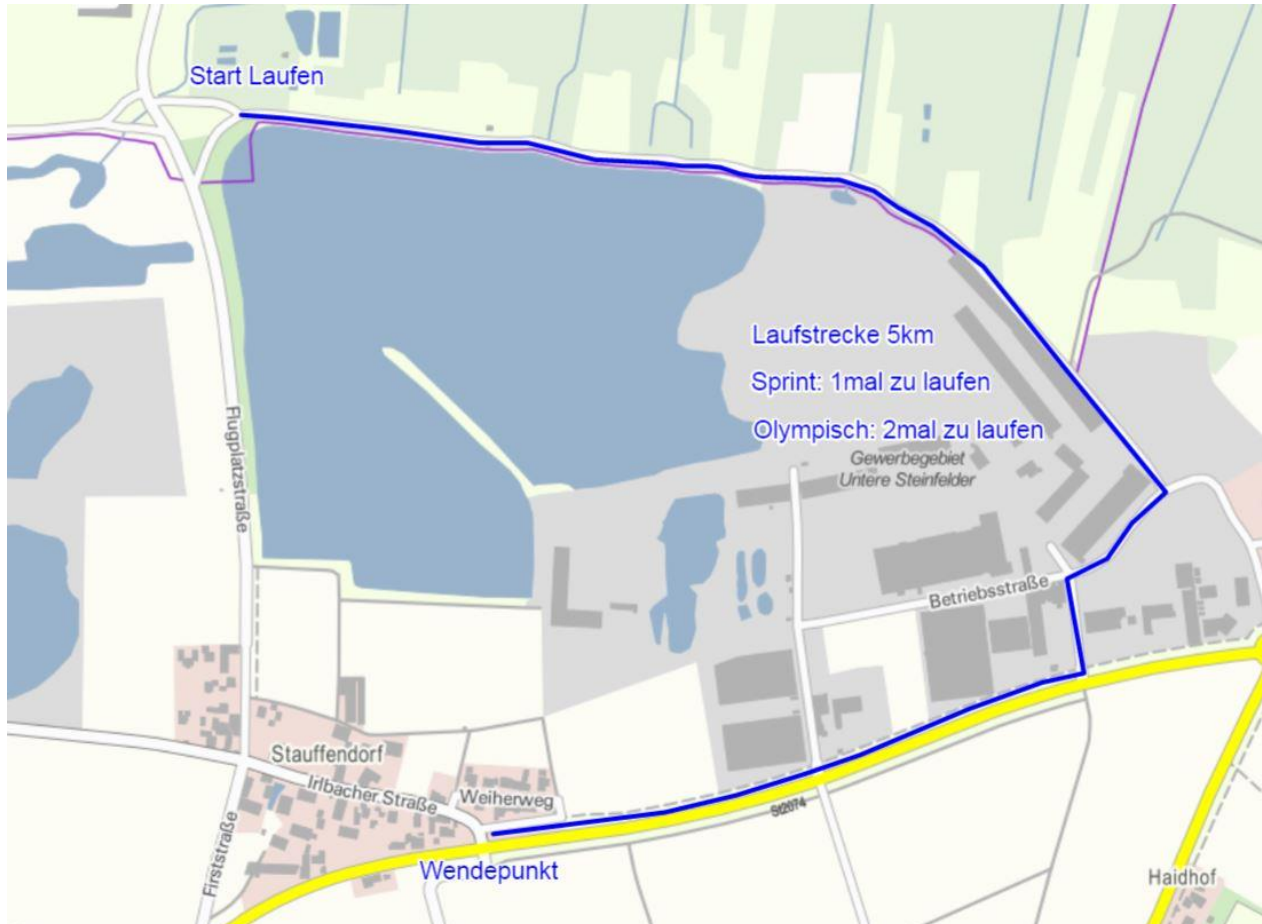 Start Laufen
Laufstrecke 5km
Sprint: 1mal zu laufen
Olympisch: 2mal zu laufen
Gewerbegebiet
Untere Steinfelder
Flugplatzstraße
Betriebsstraße
Stauffendorf
Irlbacher.Straße
Weiherweg
St2074
Firststraße
Wendepunkt
Haidhof